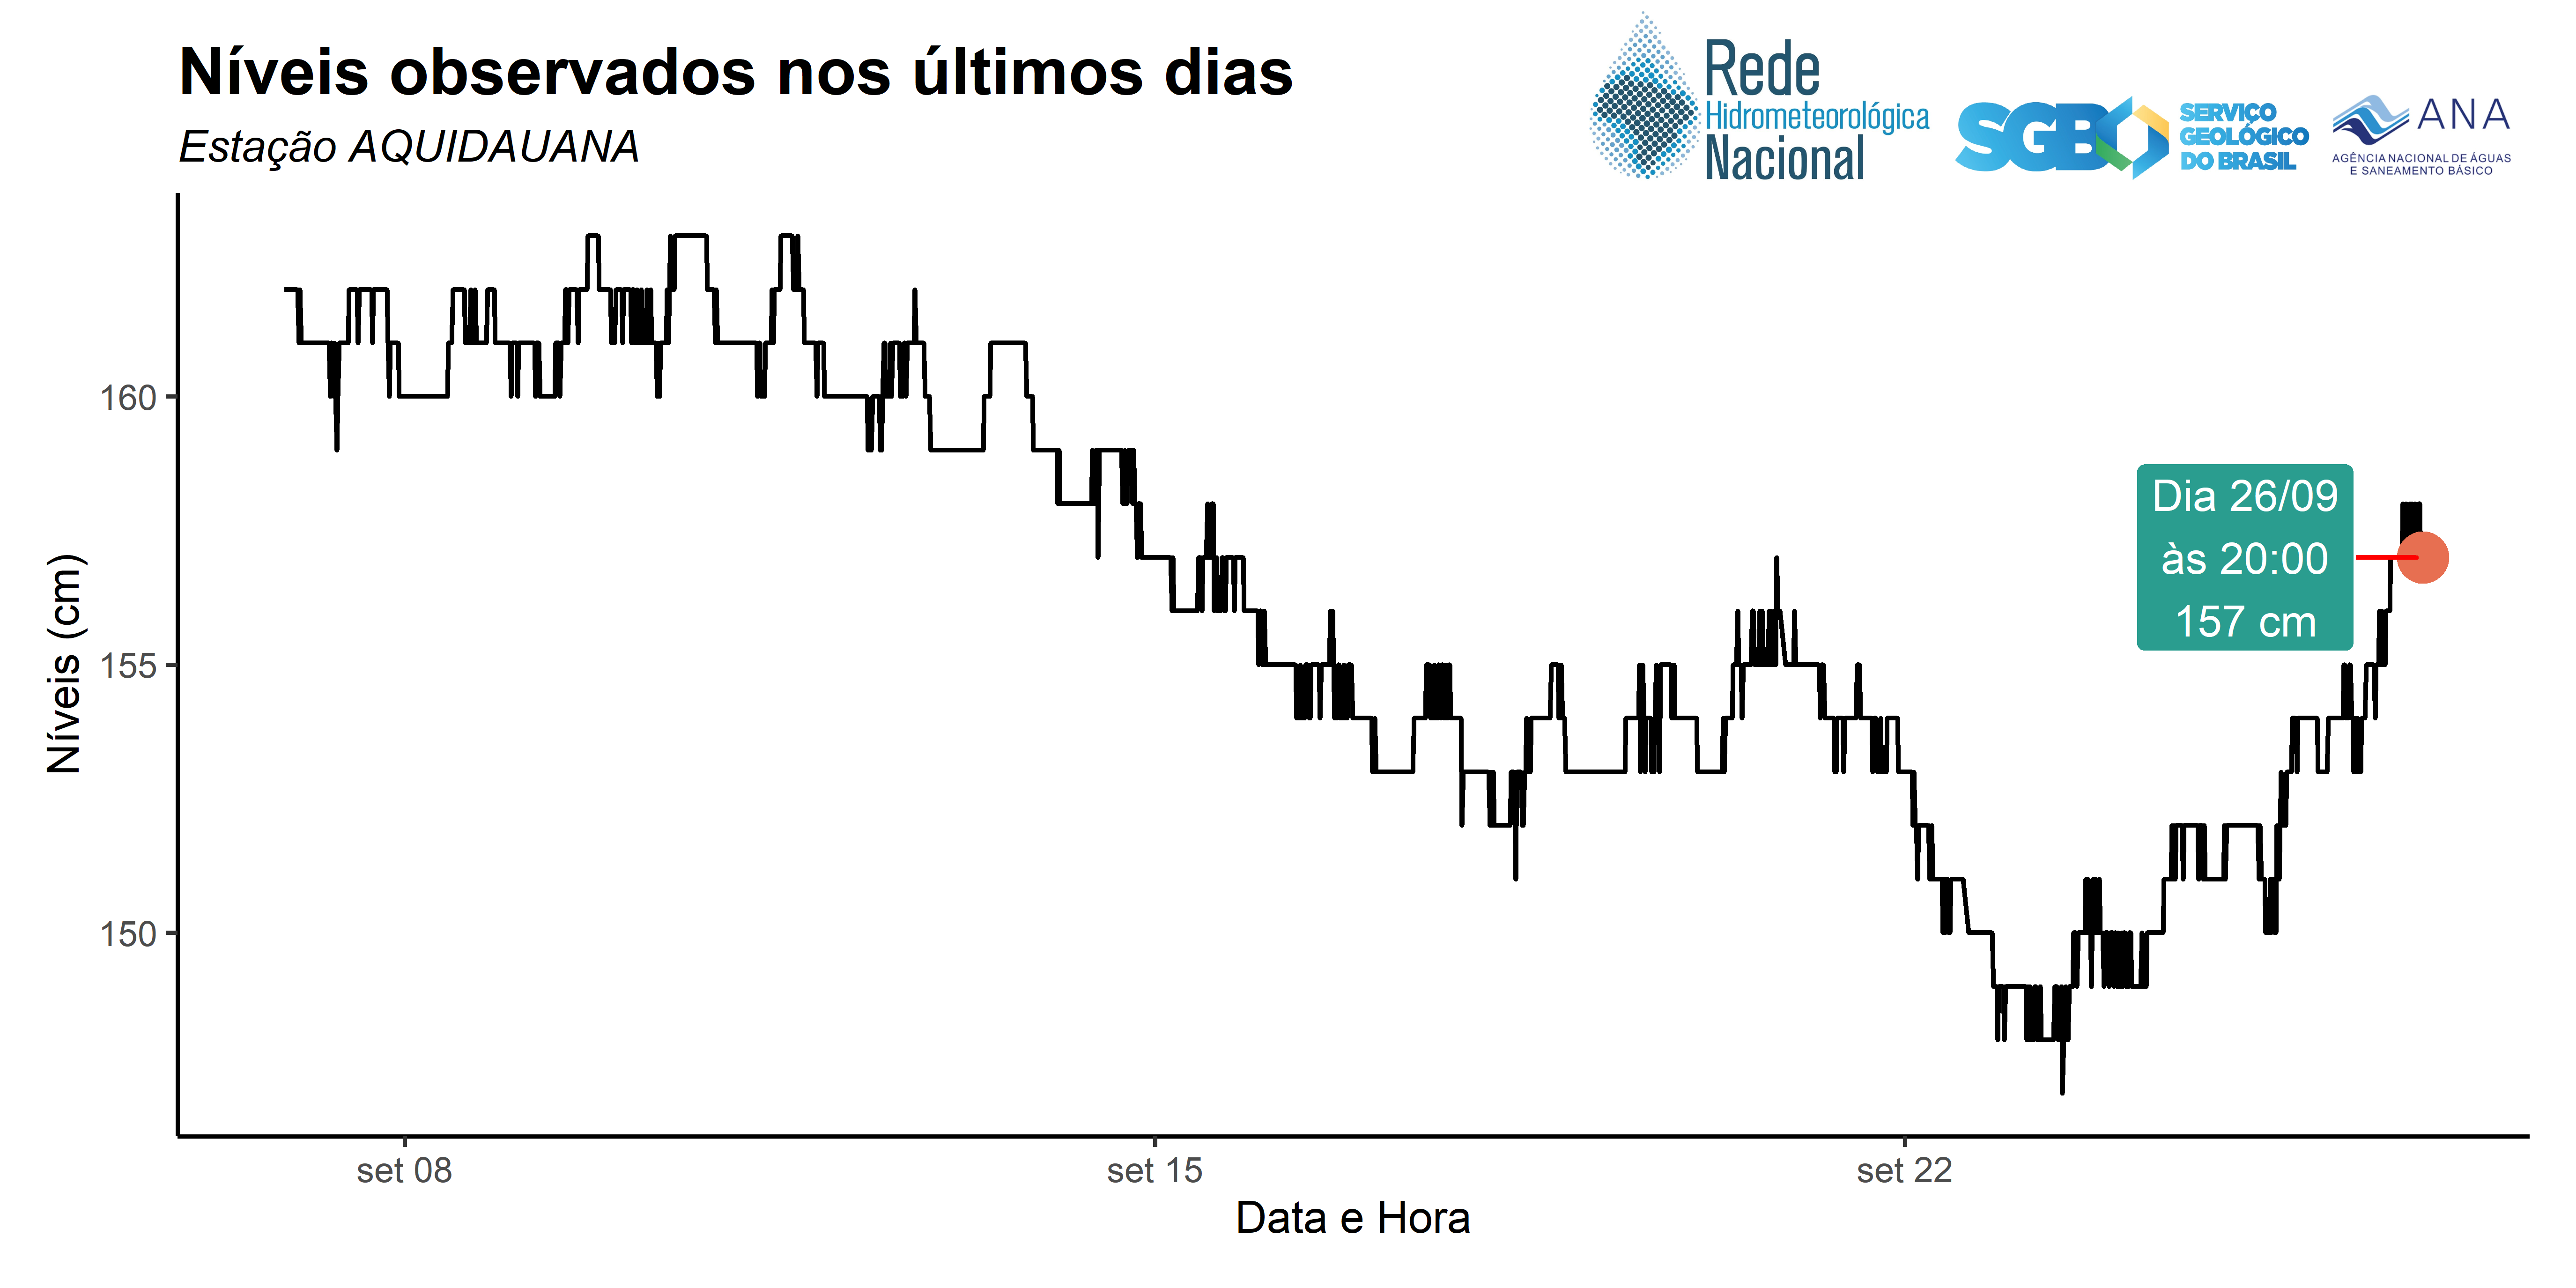 Níveis observados nos últimos dias
Estação AQUIDAUANA
Rede
Hidrometeorológica
Nacional
SGB
SERVIÇO
GEOLÓGICO
DO BRASIL
ANA
AGÊNCIA NACIONAL DE ÁGUAS
E SANEAMENTO BÁSICO
Níveis (cm)
160
155
150
Dia 26/09
às 20:00
157 cm
set 08
set 15
set 22
Data e Hora